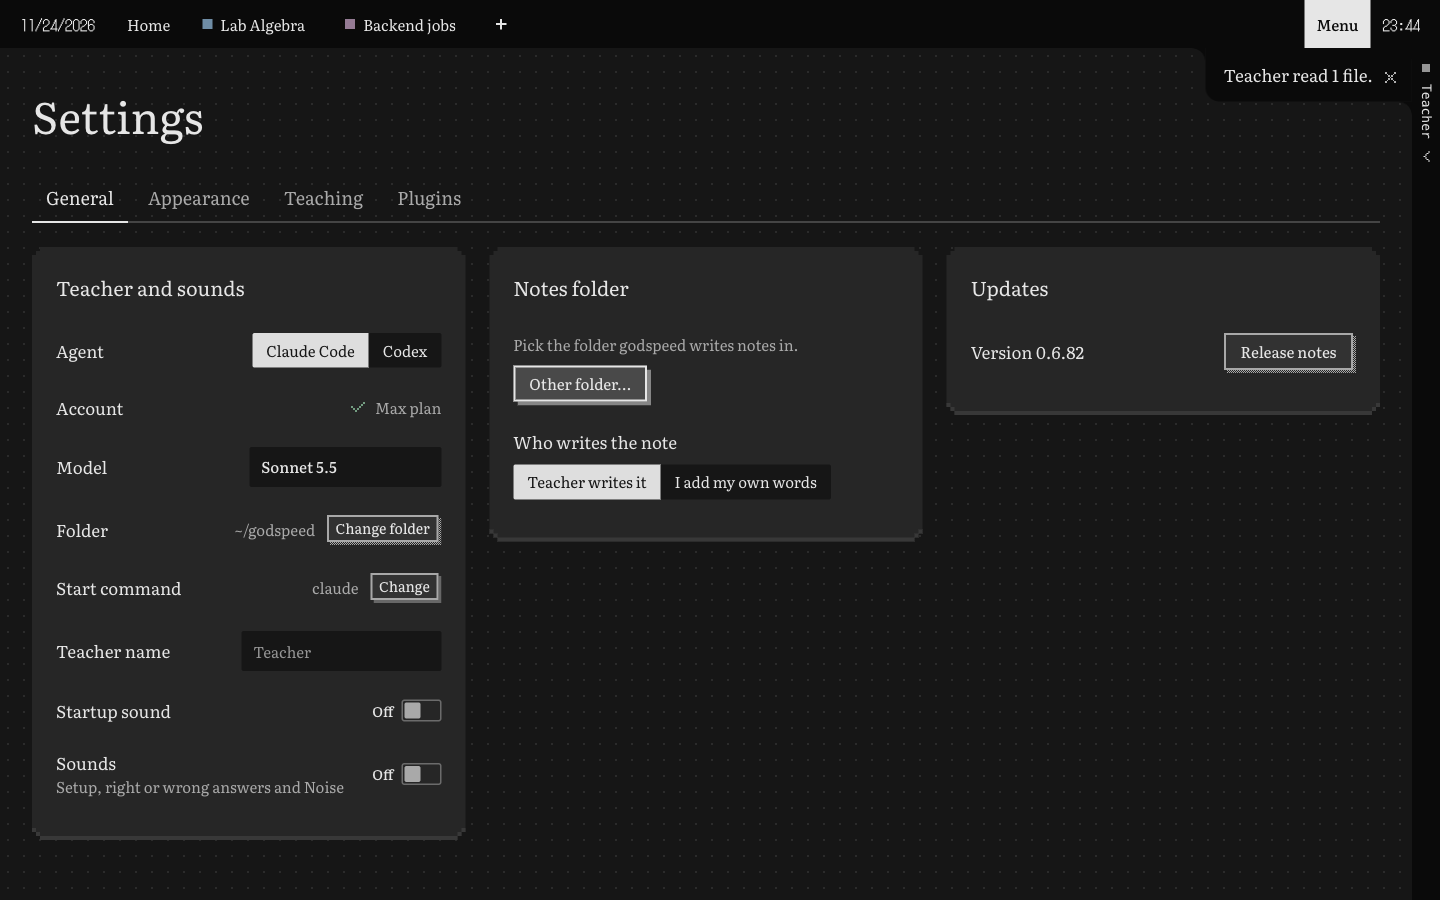 11/24/2026
Home
Lab Algebra
Backend jobs
+
Menu
23:44
Teacher read 1 file.
Teacher
Settings
General
Appearance
Teaching
Plugins
Teacher and sounds
Agent
Claude Code
Codex
Account
Max plan
Model
Sonnet 5.5
Folder
~/godspeed
Change folder
Start command
claude
Change
Teacher name
Teacher
Startup sound
Off
Sounds
Setup, right or wrong answers and Noise
Off
Notes folder
Pick the folder godspeed writes notes in.
Other folder...
Who writes the note
Teacher writes it
I add my own words
Updates
Version 0.6.82
Release notes